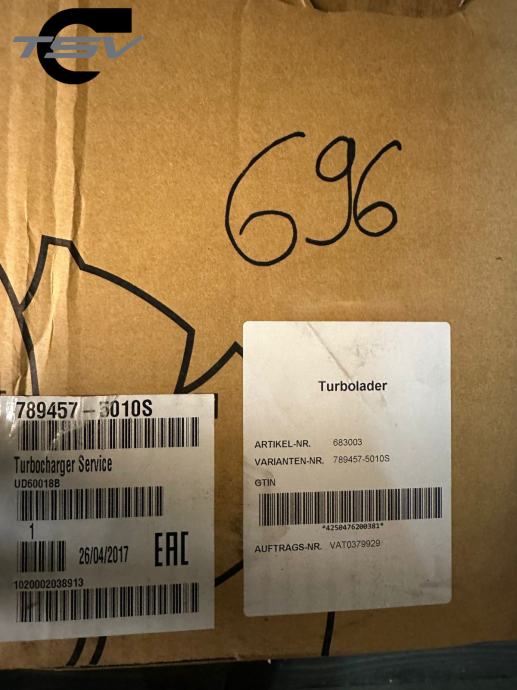 TSV
696
789457-5010S
Turbocharger Service
UD60018B
1
26/04/2017
EAC
1020002038913
Turbolader
ARTIKEL-NR. 683003
VARIANTEN-NR. 789457-5010S
GTIN
*4250476200381*
AUFTRAGS-NR. VAT0379929